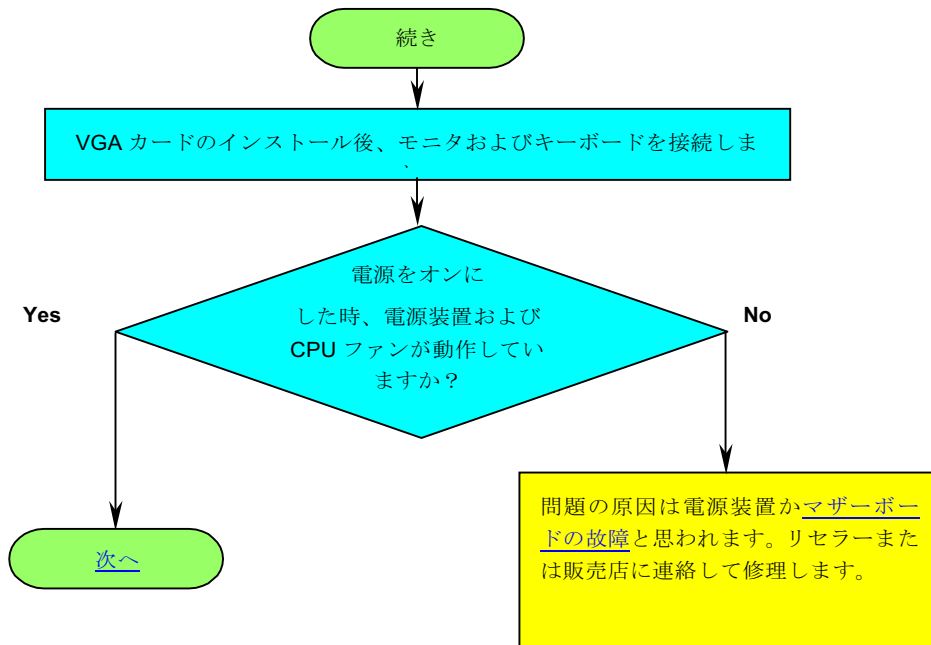 続き
VGA カードのインストール後、モニタおよびキーボードを接続しま
電源をオンに
した時、電源装置および
CPU ファンが動作してい
ますか？
Yes
No
次へ
問題の原因は電源装置かマザーボー
ドの故障と思われます。リセラーまた
は販売店に連絡して修理します。